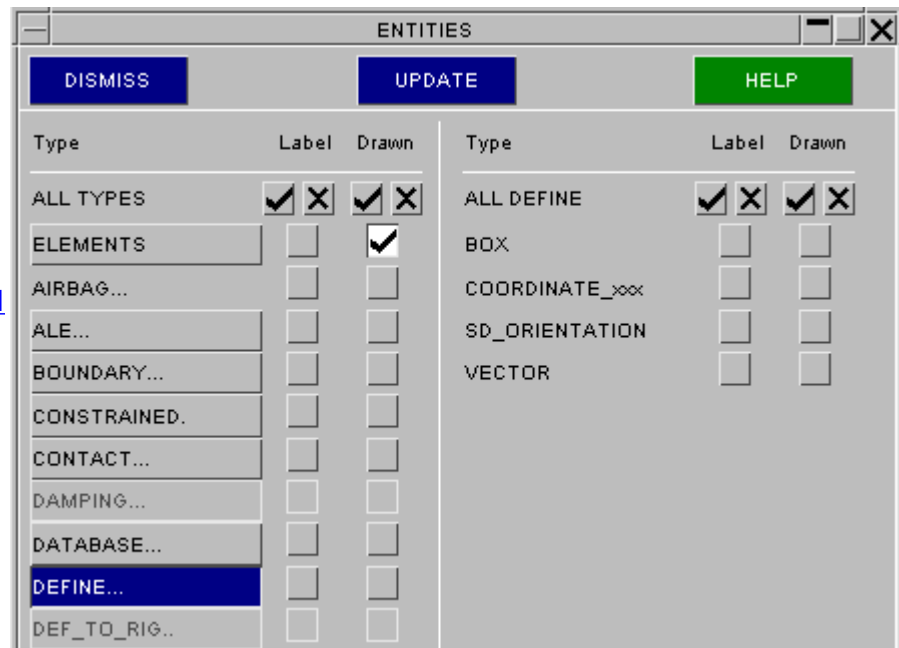 ENTITIES
DISMISS UPDATE HELP
Type Label Drawn Type Label Drawn
ALL TYPES ALL DEFINE
ELEMENTS BOX
AIRBAG... COORDINATE_xxx
ALE... SD_ORIENTATION
BOUNDARY... VECTOR
CONSTRAINED.
CONTACT...
DAMPING...
DATABASE...
DEFINE...
DEF_TO_RIG..